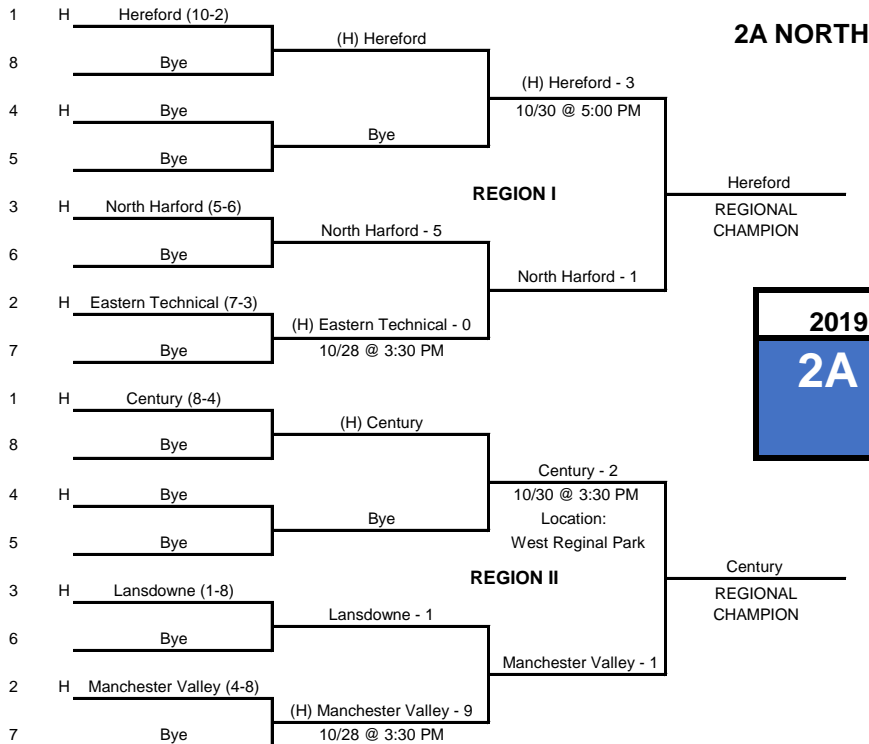 2A NORTH
1 H Hereford (10-2)
(H) Hereford
8 Bye
(H) Hereford - 3
10/30 @ 5:00 PM
4 H Bye
Bye
5 Bye
REGION I
Hereford
REGIONAL
CHAMPION
3 H North Harford (5-6)
North Harford - 5
6 Bye
North Harford - 1
2 H Eastern Technical (7-3)
(H) Eastern Technical - 0
10/28 @ 3:30 PM
7 Bye
2019
2A
1 H Century (8-4)
(H) Century
8 Bye
Century - 2
10/30 @ 3:30 PM
Location:
West Reginal Park
4 H Bye
Bye
5 Bye
REGION II
Century
REGIONAL
CHAMPION
3 H Lansdowne (1-8)
Lansdowne - 1
6 Bye
Manchester Valley - 1
2 H Manchester Valley (4-8)
(H) Manchester Valley - 9
10/28 @ 3:30 PM
7 Bye